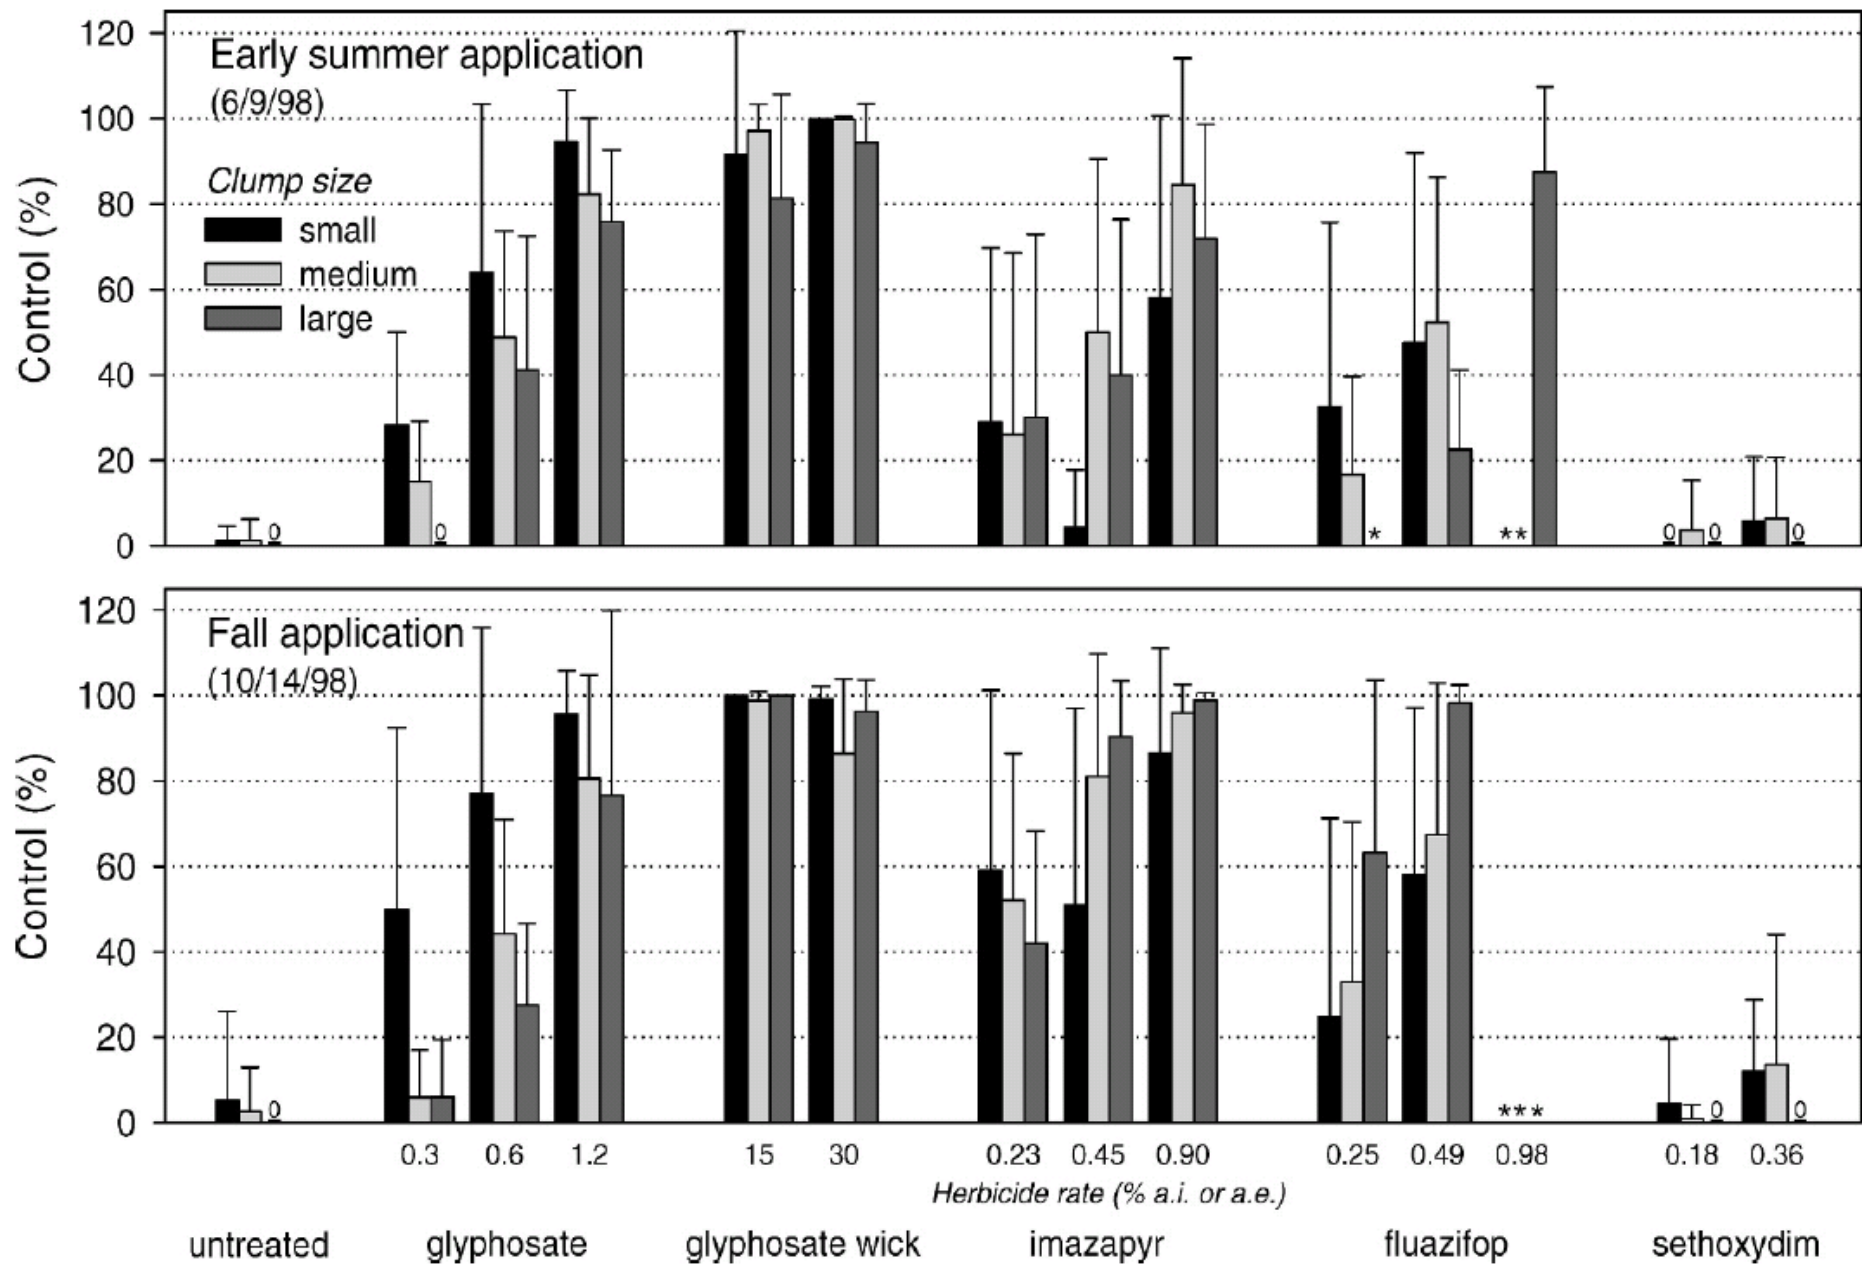 Early summer application
(6/9/98)
Clump size
small
medium
large
Control (%)
120
100
80
60
40
20
0
0
0
*
**
0
0
0
Fall application
(10/14/98)
Control (%)
120
100
80
60
40
20
0
0
***
0
0
0.3 0.6 1.2 15 30 0.23 0.45 0.90 0.25 0.49 0.98 0.18 0.36
Herbicide rate (% a.i. or a.e.)
untreated glyphosate glyphosate wick imazapyr fluazifop sethoxydim